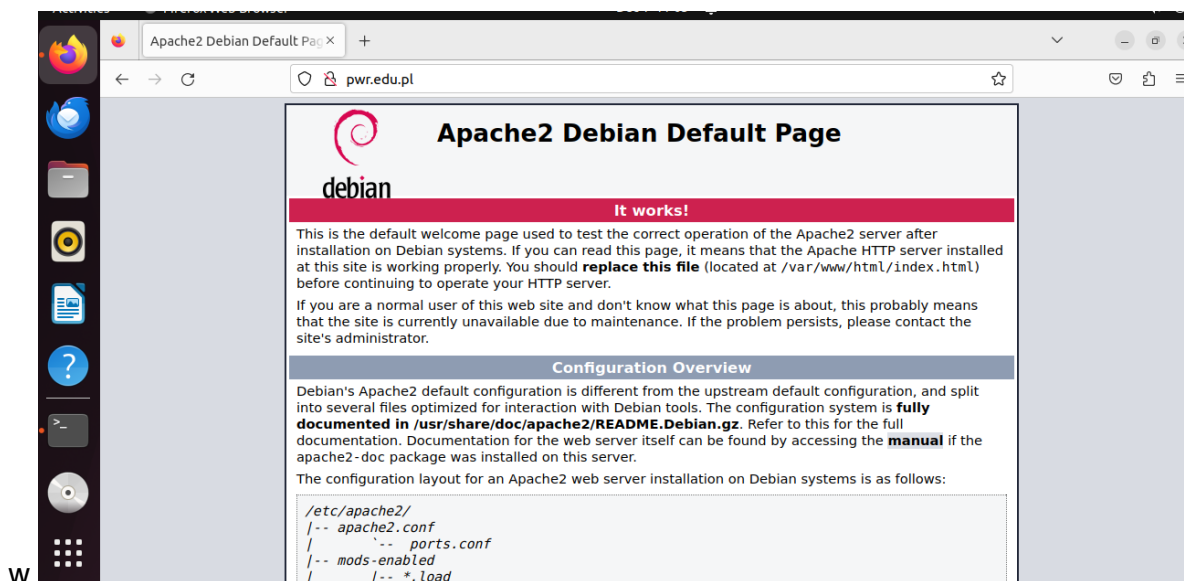 Apache2 Debian Default Pag
pwr.edu.pl
debian
Apache2 Debian Default Page
It works!
This is the default welcome page used to test the correct operation of the Apache2 server after
installation on Debian systems. If you can read this page, it means that the Apache HTTP server installed
at this site is working properly. You should replace this file (located at /var/www/html/index.html)
before continuing to operate your HTTP server.
If you are a normal user of this web site and don't know what this page is about, this probably means
that the site is currently unavailable due to maintenance. If the problem persists, please contact the
site's administrator.
Configuration Overview
Debian's Apache2 default configuration is different from the upstream default configuration, and split
into several files optimized for interaction with Debian tools. The configuration system is fully
documented in /usr/share/doc/apache2/README.Debian.gz. Refer to this for the full
documentation. Documentation for the web server itself can be found by accessing the manual if the
apache2-doc package was installed on this server.
The configuration layout for an Apache2 web server installation on Debian systems is as follows:
/etc/apache2/
|-- apache2.conf
|       `--  ports.conf
|-- mods-enabled
|       |-- *.load
w